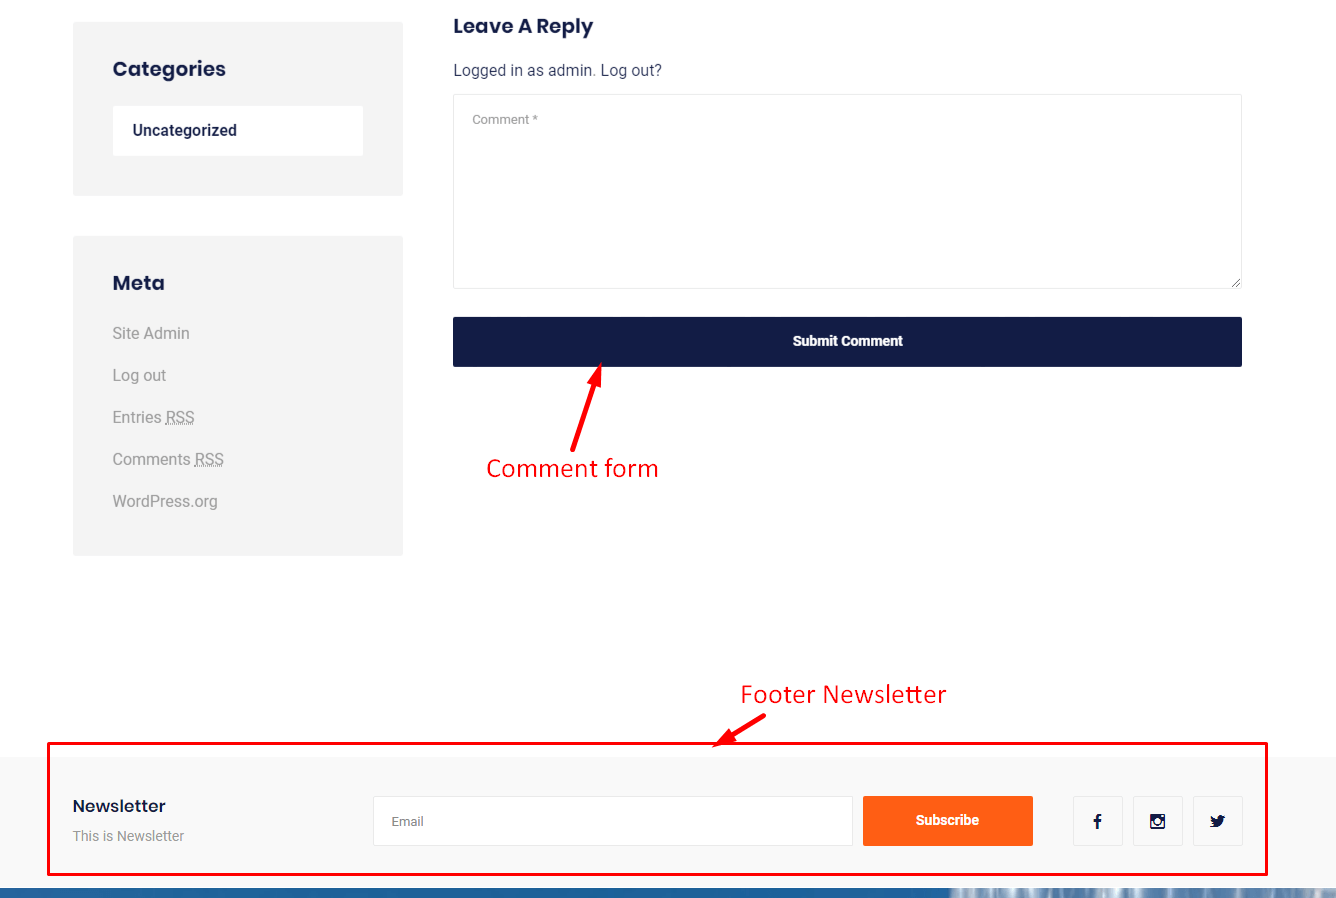 Categories
Uncategorized
Meta
Site Admin
Log out
Entries RSS
Comments RSS
WordPress.org
Leave A Reply
Logged in as admin. Log out?
Comment *
Submit Comment
Comment form
Footer Newsletter
Newsletter
This is Newsletter
Email
Subscribe